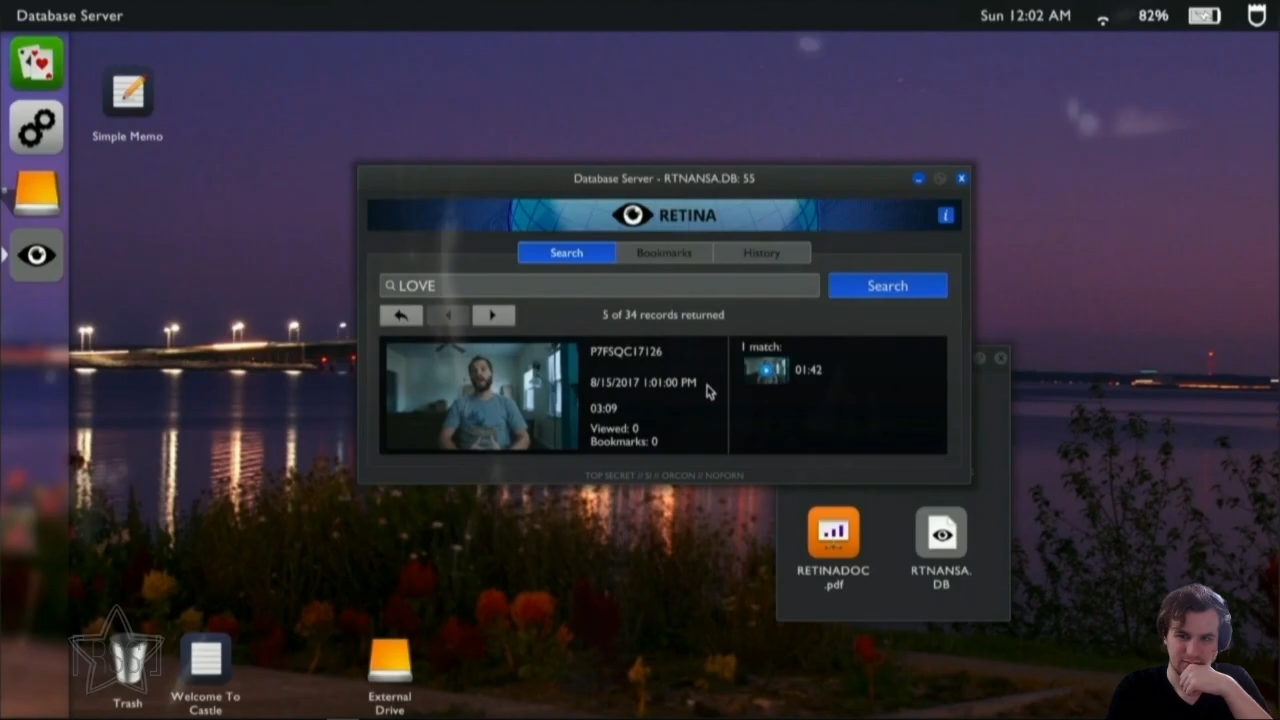 Database Server
Sun 12:02 AM
82%
Simple Memo
Database Server - RTNANSA.DB: 55
RETINA
i
Search
Bookmarks
History
LOVE
Search
5 of 34 records returned
P7FSQC17126
8/15/2017 1:01:00 PM
03:09
Viewed: 0
Bookmarks: 0
1 match:
01:42
TOP SECRET // SI // ORCON // NOFORN
RETINADOC
.pdf
RTNANSA.
DB
Trash
Welcome To
Castle
External
Drive